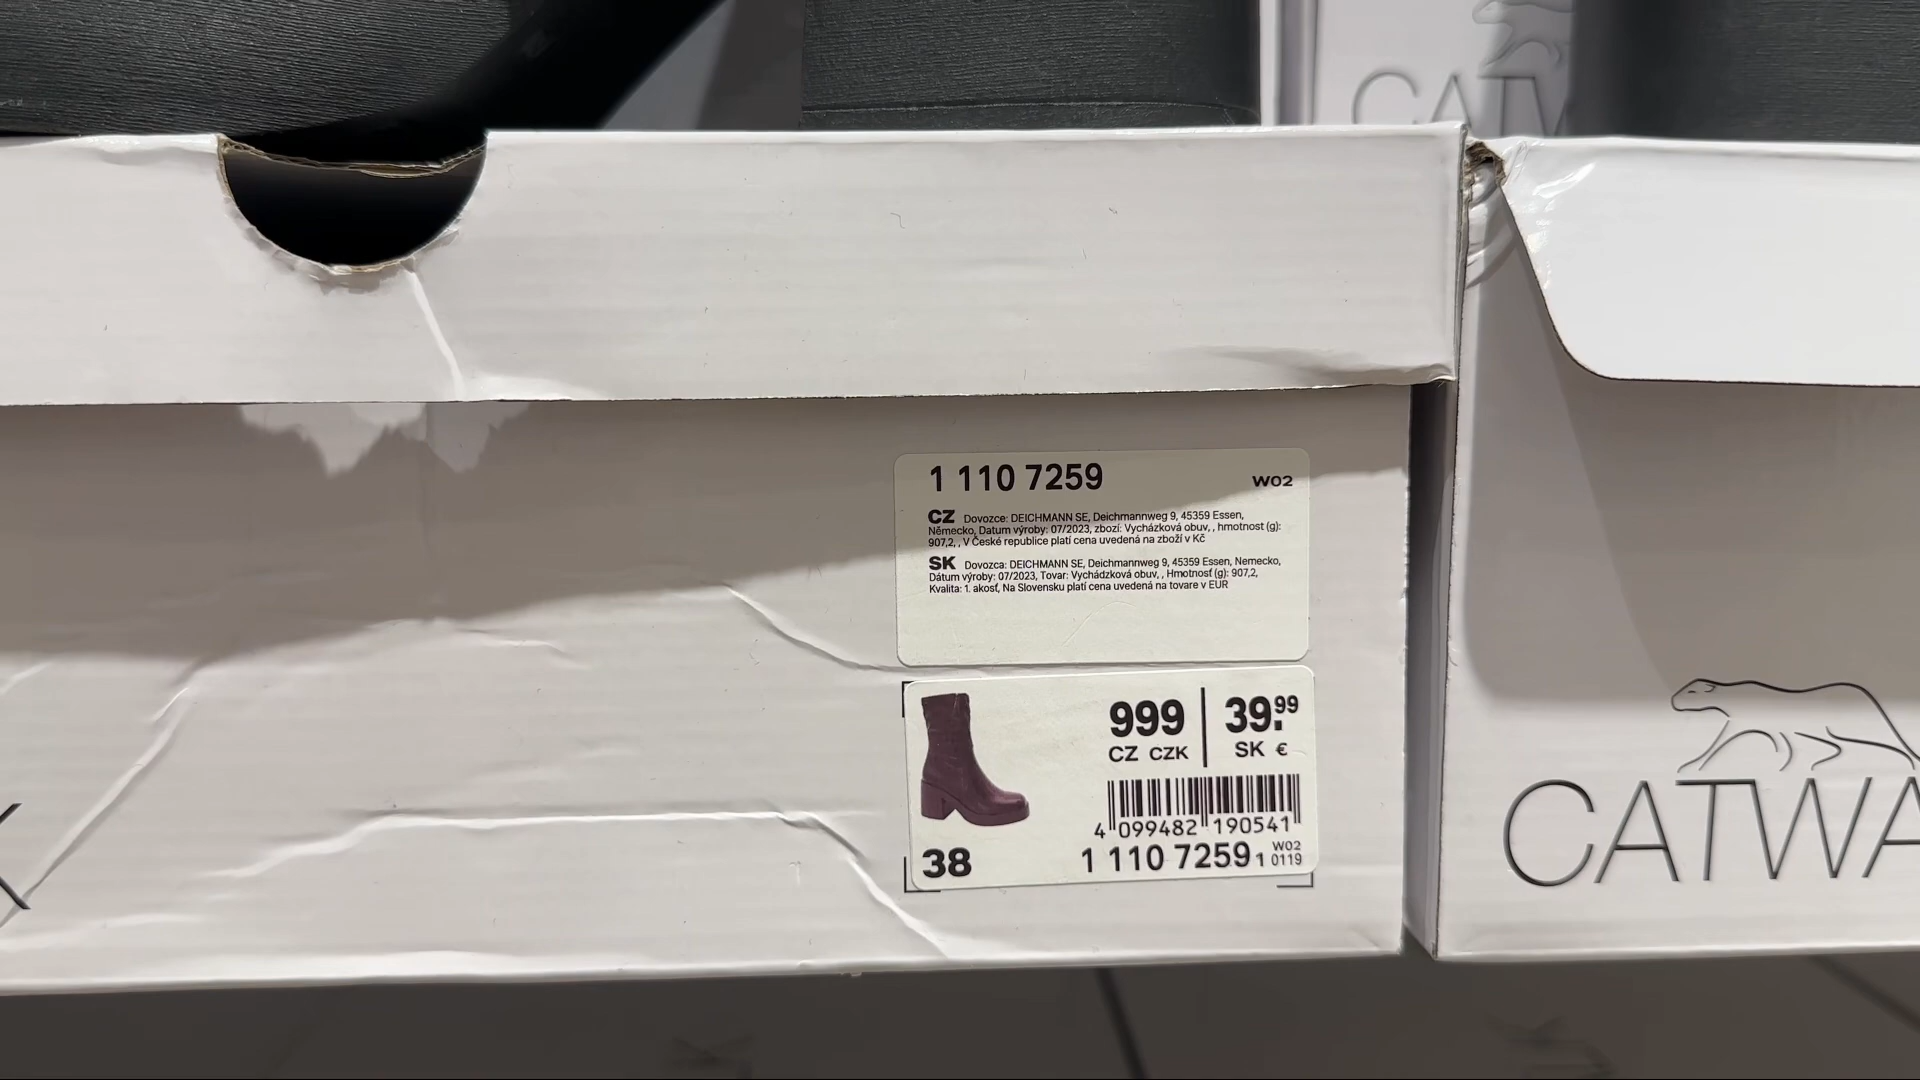 1 110 7259 W02
CZ Dovozce: DEICHMANN SE, Deichmannweg 9, 45359 Essen,
Německo, Datum výroby: 07/2023, zboží: Vycházková obuv, , hmotnost (g):
907,2, , V České republice platí cena uvedená na zboží v Kč
SK Dovozca: DEICHMANN SE, Deichmannweg 9, 45359 Essen, Nemecko,
Dátum výroby: 07/2023, Tovar: Vychádzková obuv, , Hmotnosť (g): 907,2,
Kvalita: 1. akosť, Na Slovensku platí cena uvedená na tovare v EUR
999 39.99
CZ CZK SK €
4 099482 190541
38
1 110 7259 1 W02 0119
CATWA
CATW